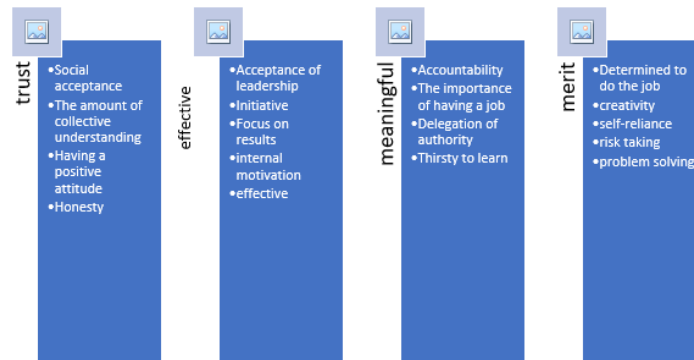 trust
•Social
acceptance
•The amount of
collective
understanding
•Having a
positive
attitude
•Honesty
effective
•Acceptance of
leadership
•Initiative
•Focus on
results
•internal
motivation
•effective
meaningful
•Accountability
•The importance
of having a job
•Delegation of
authority
•Thirsty to learn
merit
•Determined to
do the job
•creativity
•self-reliance
•risk taking
•problem solving